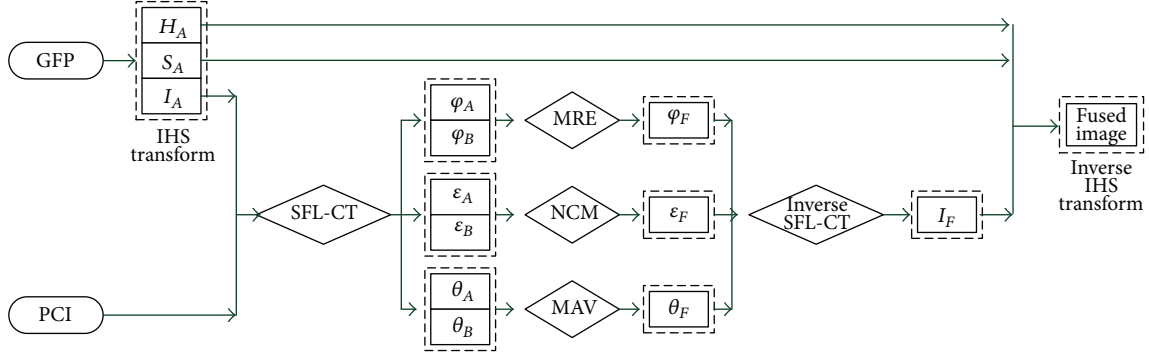 GFP
H_A
S_A
I_A
IHS
transform
PCI
SFL-CT
φ_A
φ_B
MRE
φ_F
ε_A
ε_B
NCM
ε_F
θ_A
θ_B
MAV
θ_F
Inverse
SFL-CT
I_F
Fused
image
Inverse
IHS
transform